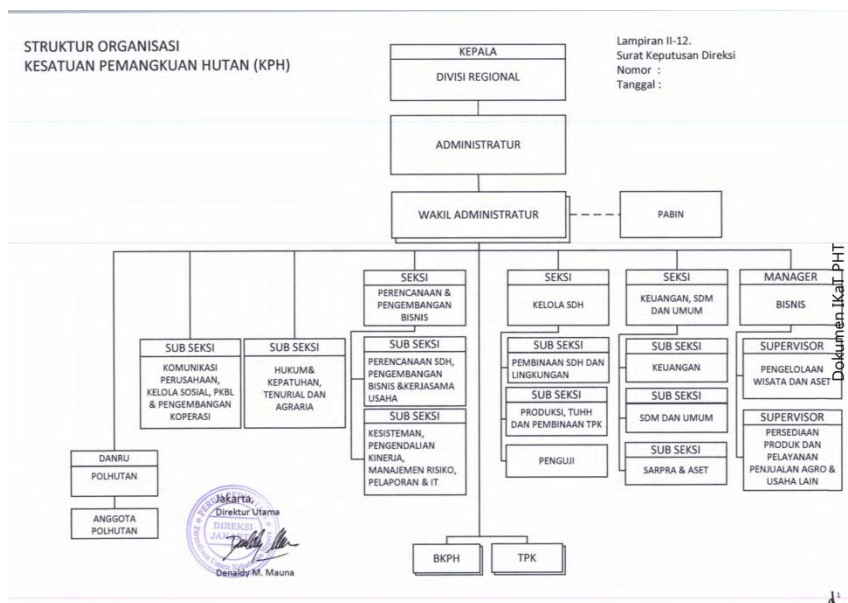 STRUKTUR ORGANISASI
KESATUAN PEMANGKUAN HUTAN (KPH)
Lampiran II-12.
Surat Keputusan Direksi
Nomor :
Tanggal :
KEPALA
DIVISI REGIONAL
ADMINISTRATUR
WAKIL ADMINISTRATUR
PABIN
SEKSI
PERENCANAAN &
PENGEMBANGAN
BISNIS
SEKSI
KELOLA SDH
SEKSI
KEUANGAN, SDM
DAN UMUM
MANAGER
BISNIS
SUB SEKSI
KOMUNIKASI
PERUSAHAAN,
KELOLA SOSIAL, PKBL
& PENGEMBANGAN
KOPERASI
SUB SEKSI
HUKUM&
KEPATUHAN,
TENURIAL DAN
AGRARIA
SUB SEKSI
PERENCANAAN SDH,
PENGEMBANGAN
BISNIS &KERJASAMA
USAHA
SUB SEKSI
KESISTEMAN,
PENGENDALIAN
KINERJA,
MANAJEMEN RISIKO,
PELAPORAN & IT
SUB SEKSI
PEMBINAAN SDH DAN
LINGKUNGAN
SUB SEKSI
PRODUKSI, TUHH
DAN PEMBINAAN TPK
PENGUJI
SUB SEKSI
KEUANGAN
SUB SEKSI
SDM DAN UMUM
SUB SEKSI
SARPRA & ASET
SUPERVISOR
PENGELOLAAN
WISATA DAN ASET
SUPERVISOR
PERSEDIAAN
PRODUK DAN
PELAYANAN
PENJUALAN AGRO &
USAHA LAIN
DANRU
POLHUTAN
ANGGOTA
POLHUTAN
Jakarta,
Direktur Utama
DIREKSI
Denaldy M. Mauna
BKPH
TPK
Dokumen IKaT PHT